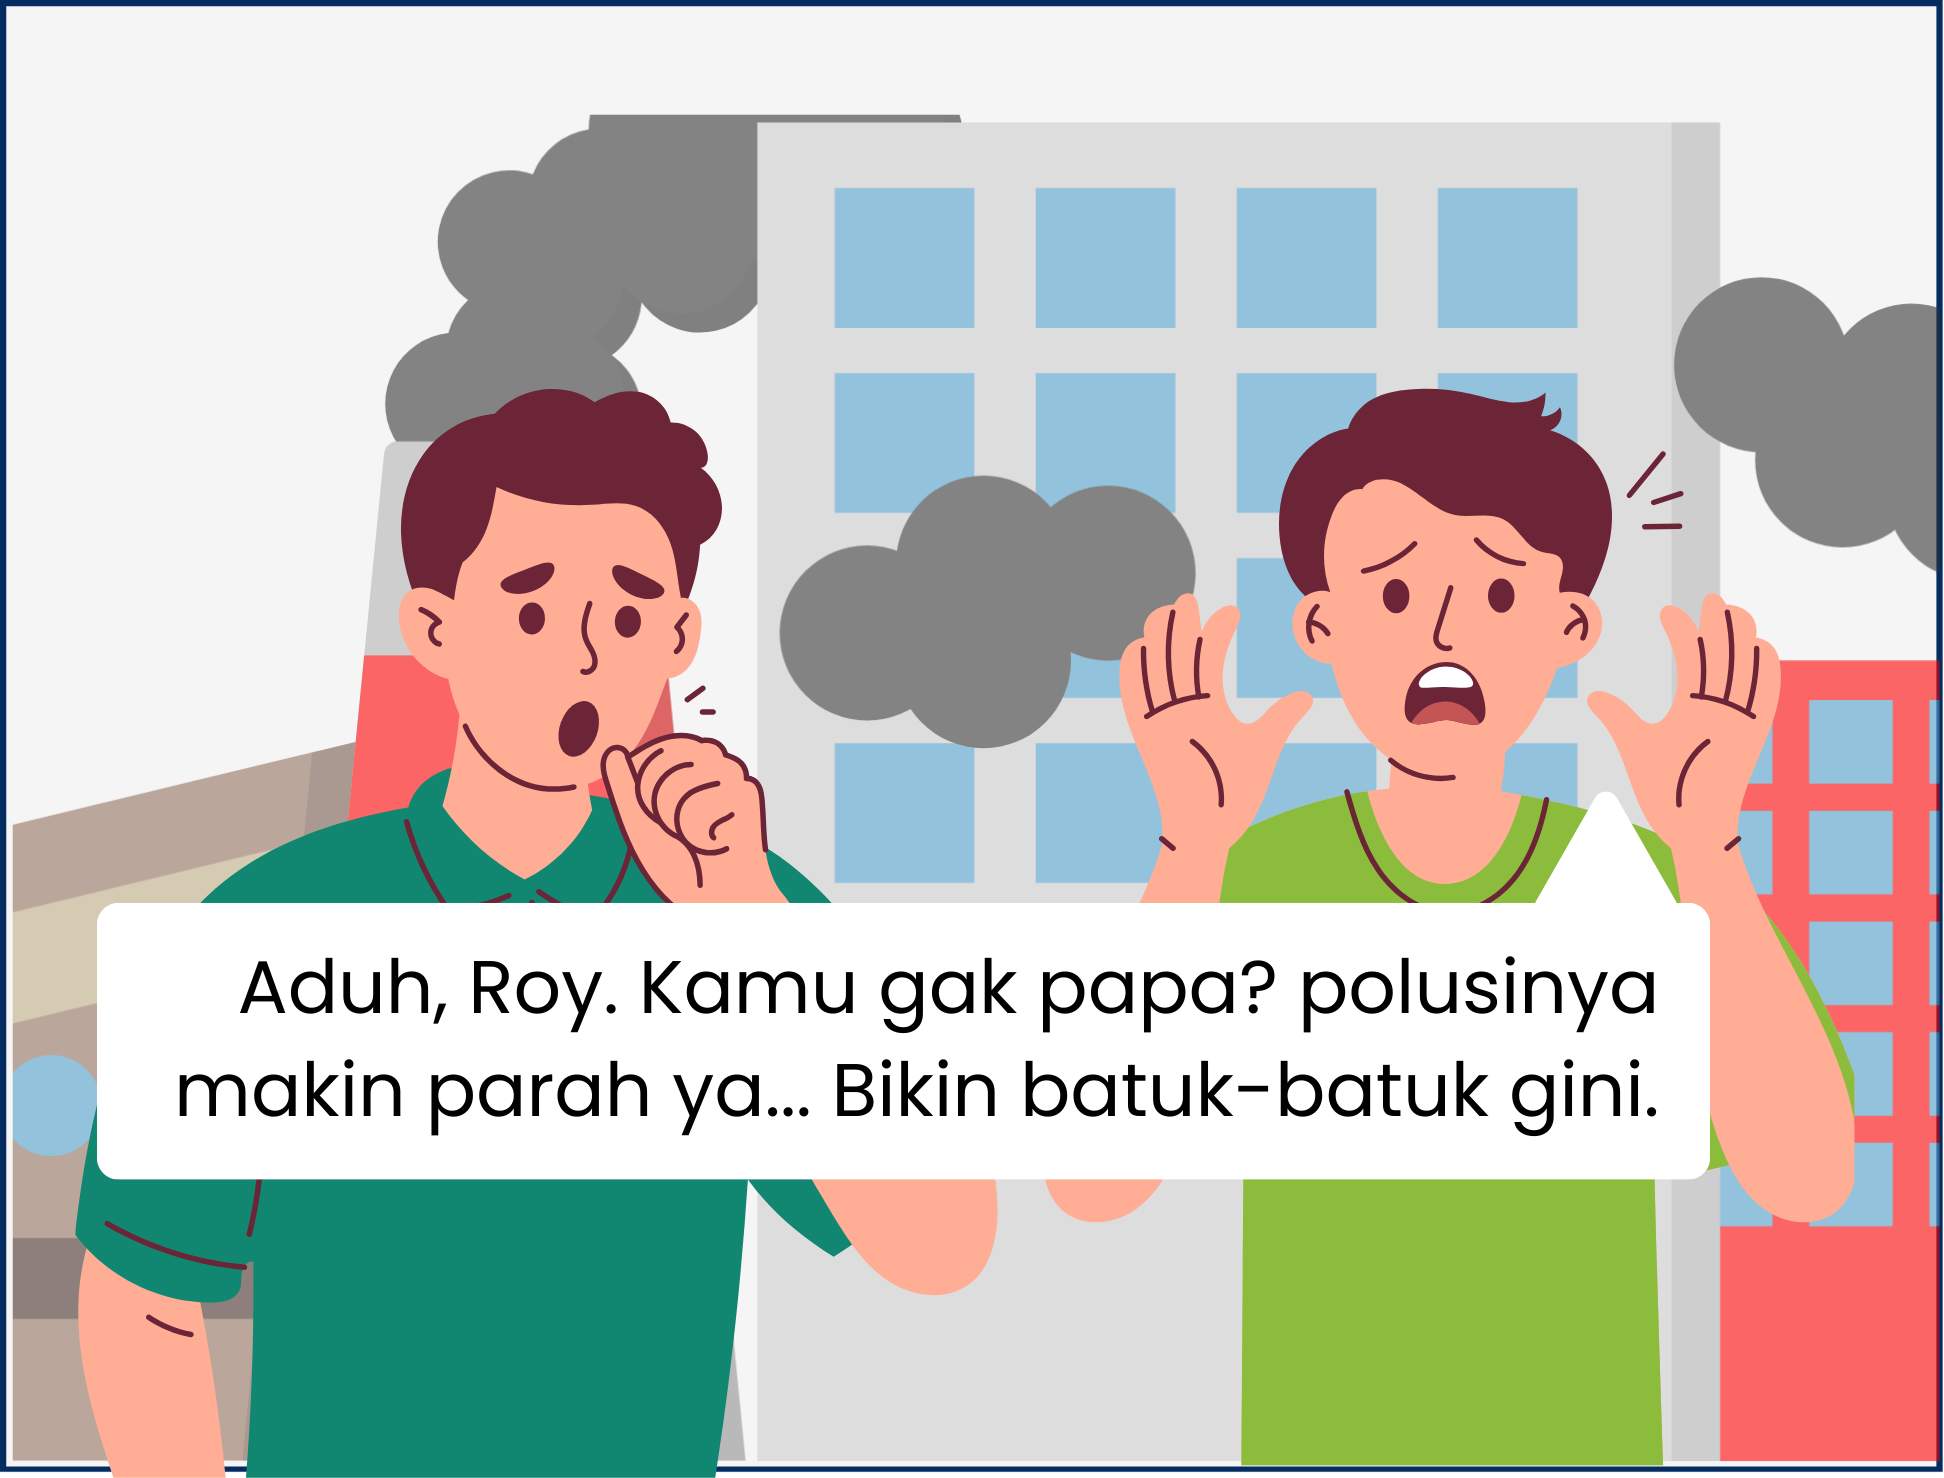 Aduh, Roy. Kamu gak papa? polusinya
makin parah ya... Bikin batuk-batuk gini.